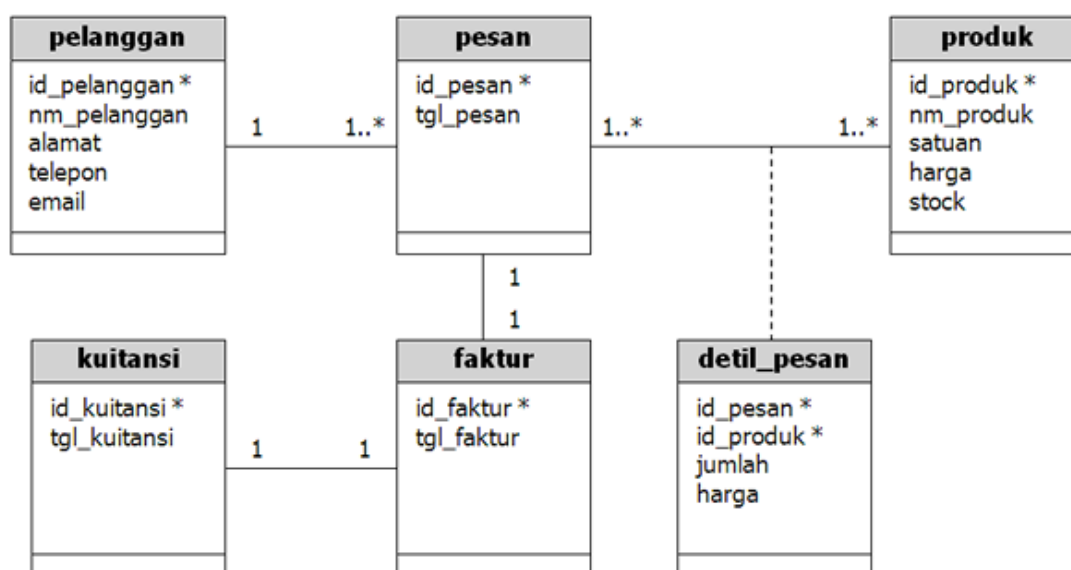 pelanggan
id_pelanggan *
nm_pelanggan
alamat
telepon
email
1
1..*
pesan
id_pesan *
tgl_pesan
1..*
1..*
produk
id_produk *
nm_produk
satuan
harga
stock
1
1
kuitansi
id_kuitansi *
tgl_kuitansi
1
1
faktur
id_faktur *
tgl_faktur
detil_pesan
id_pesan *
id_produk *
jumlah
harga